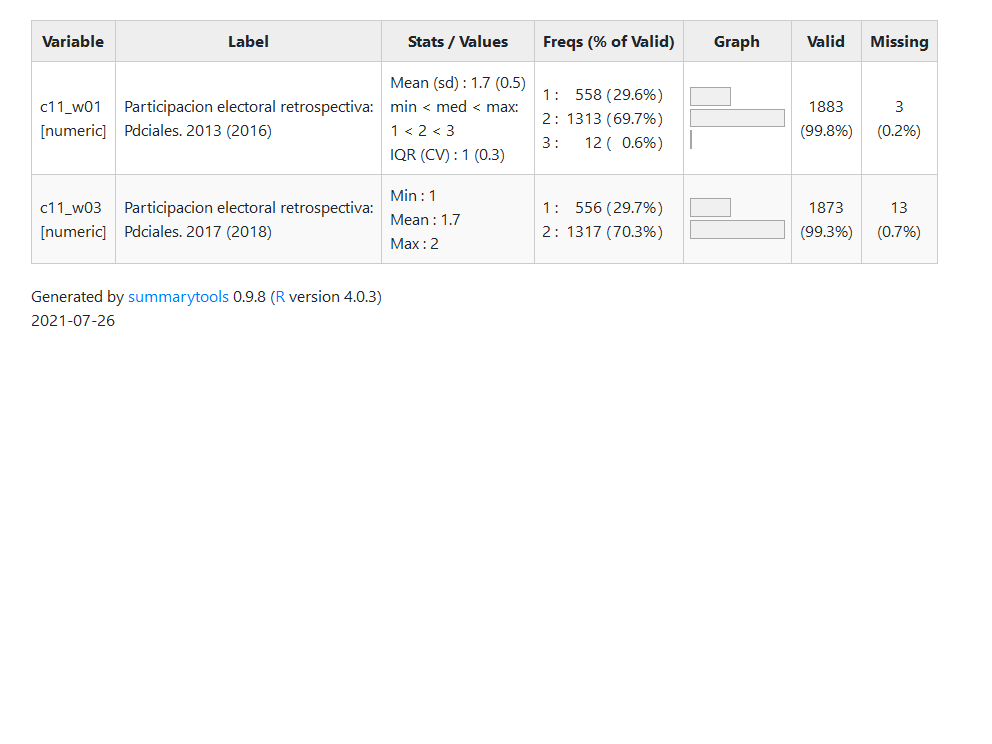 Variable Label Stats / Values Freqs (% of Valid) Graph Valid Missing
c11_w01
[numeric]
Participacion electoral retrospectiva:
Pdciales. 2013 (2016)
Mean (sd) : 1.7 (0.5)
min < med < max:
1 < 2 < 3
IQR (CV) : 1 (0.3)
1 : 558 (29.6%)
2 : 1313 (69.7%)
3 : 12 ( 0.6%)
1883
(99.8%)
3
(0.2%)
c11_w03
[numeric]
Participacion electoral retrospectiva:
Pdciales. 2017 (2018)
Min : 1
Mean : 1.7
Max : 2
1 : 556 (29.7%)
2 : 1317 (70.3%)
1873
(99.3%)
13
(0.7%)
Generated by summarytools 0.9.8 (R version 4.0.3)
2021-07-26